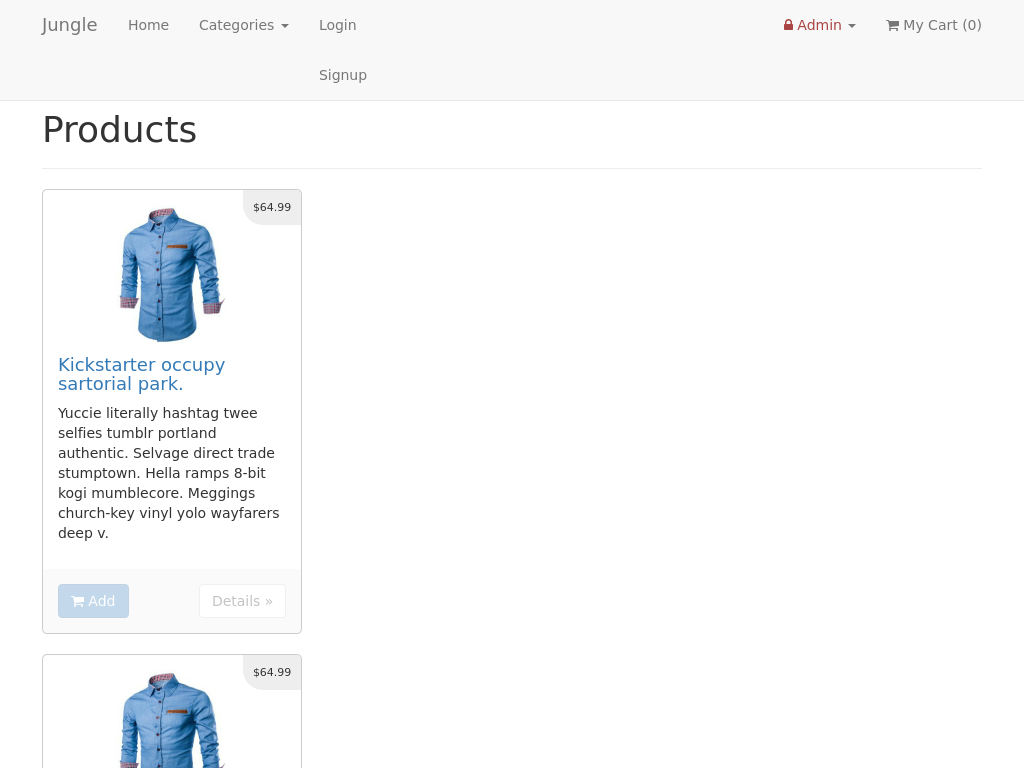 Jungle Home Categories Login Admin My Cart (0)
Signup
Products
$64.99
Kickstarter occupy
sartorial park.
Yuccie literally hashtag twee
selfies tumblr portland
authentic. Selvage direct trade
stumptown. Hella ramps 8-bit
kogi mumblecore. Meggings
church-key vinyl yolo wayfarers
deep v.
Add Details »
$64.99